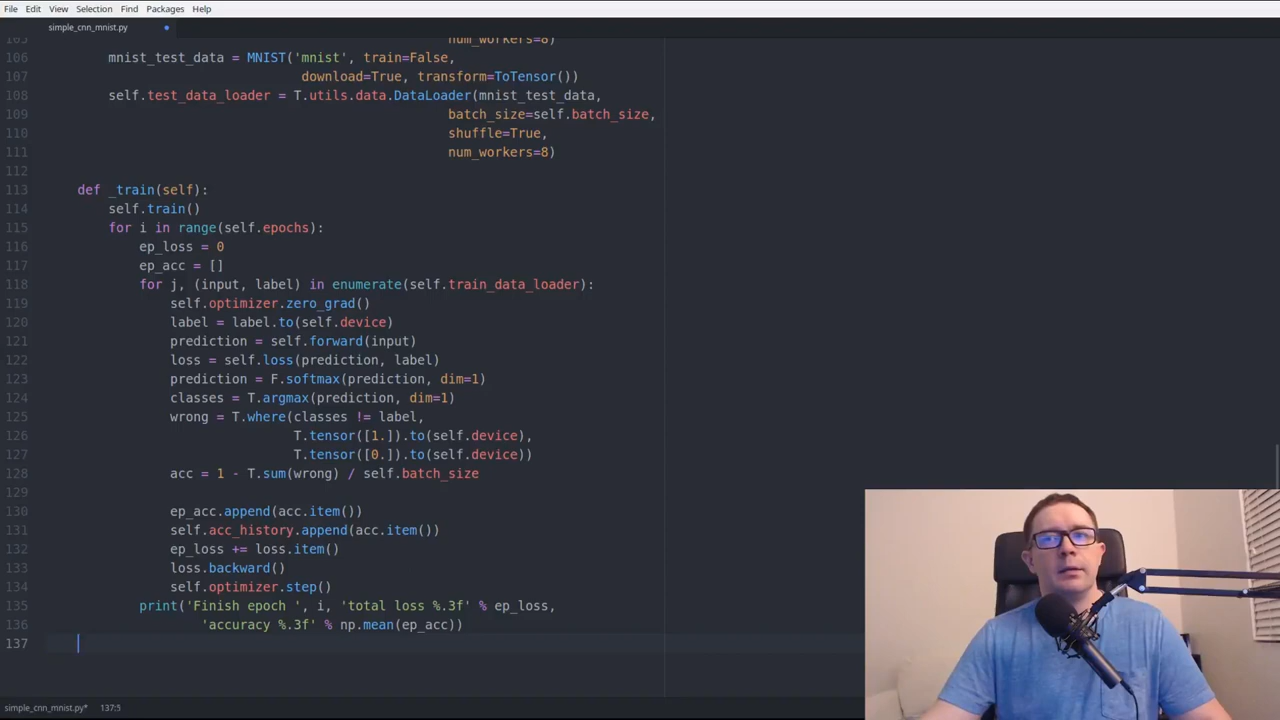 File Edit View Selection Find Packages Help
simple_cnn_mnist.py
105 num_workers=8)
106 mnist_test_data = MNIST('mnist', train=False,
107 download=True, transform=ToTensor())
108 self.test_data_loader = T.utils.data.DataLoader(mnist_test_data,
109 batch_size=self.batch_size,
110 shuffle=True,
111 num_workers=8)
112
113 def _train(self):
114 self.train()
115 for i in range(self.epochs):
116 ep_loss = 0
117 ep_acc = []
118 for j, (input, label) in enumerate(self.train_data_loader):
119 self.optimizer.zero_grad()
120 label = label.to(self.device)
121 prediction = self.forward(input)
122 loss = self.loss(prediction, label)
123 prediction = F.softmax(prediction, dim=1)
124 classes = T.argmax(prediction, dim=1)
125 wrong = T.where(classes != label,
126 T.tensor([1.]).to(self.device),
127 T.tensor([0.]).to(self.device))
128 acc = 1 - T.sum(wrong) / self.batch_size
129
130 ep_acc.append(acc.item())
131 self.acc_history.append(acc.item())
132 ep_loss += loss.item()
133 loss.backward()
134 self.optimizer.step()
135 print('Finish epoch ', i, 'total loss %.3f' % ep_loss,
136 'accuracy %.3f' % np.mean(ep_acc))
137
simple_cnn_mnist.py* 137:5